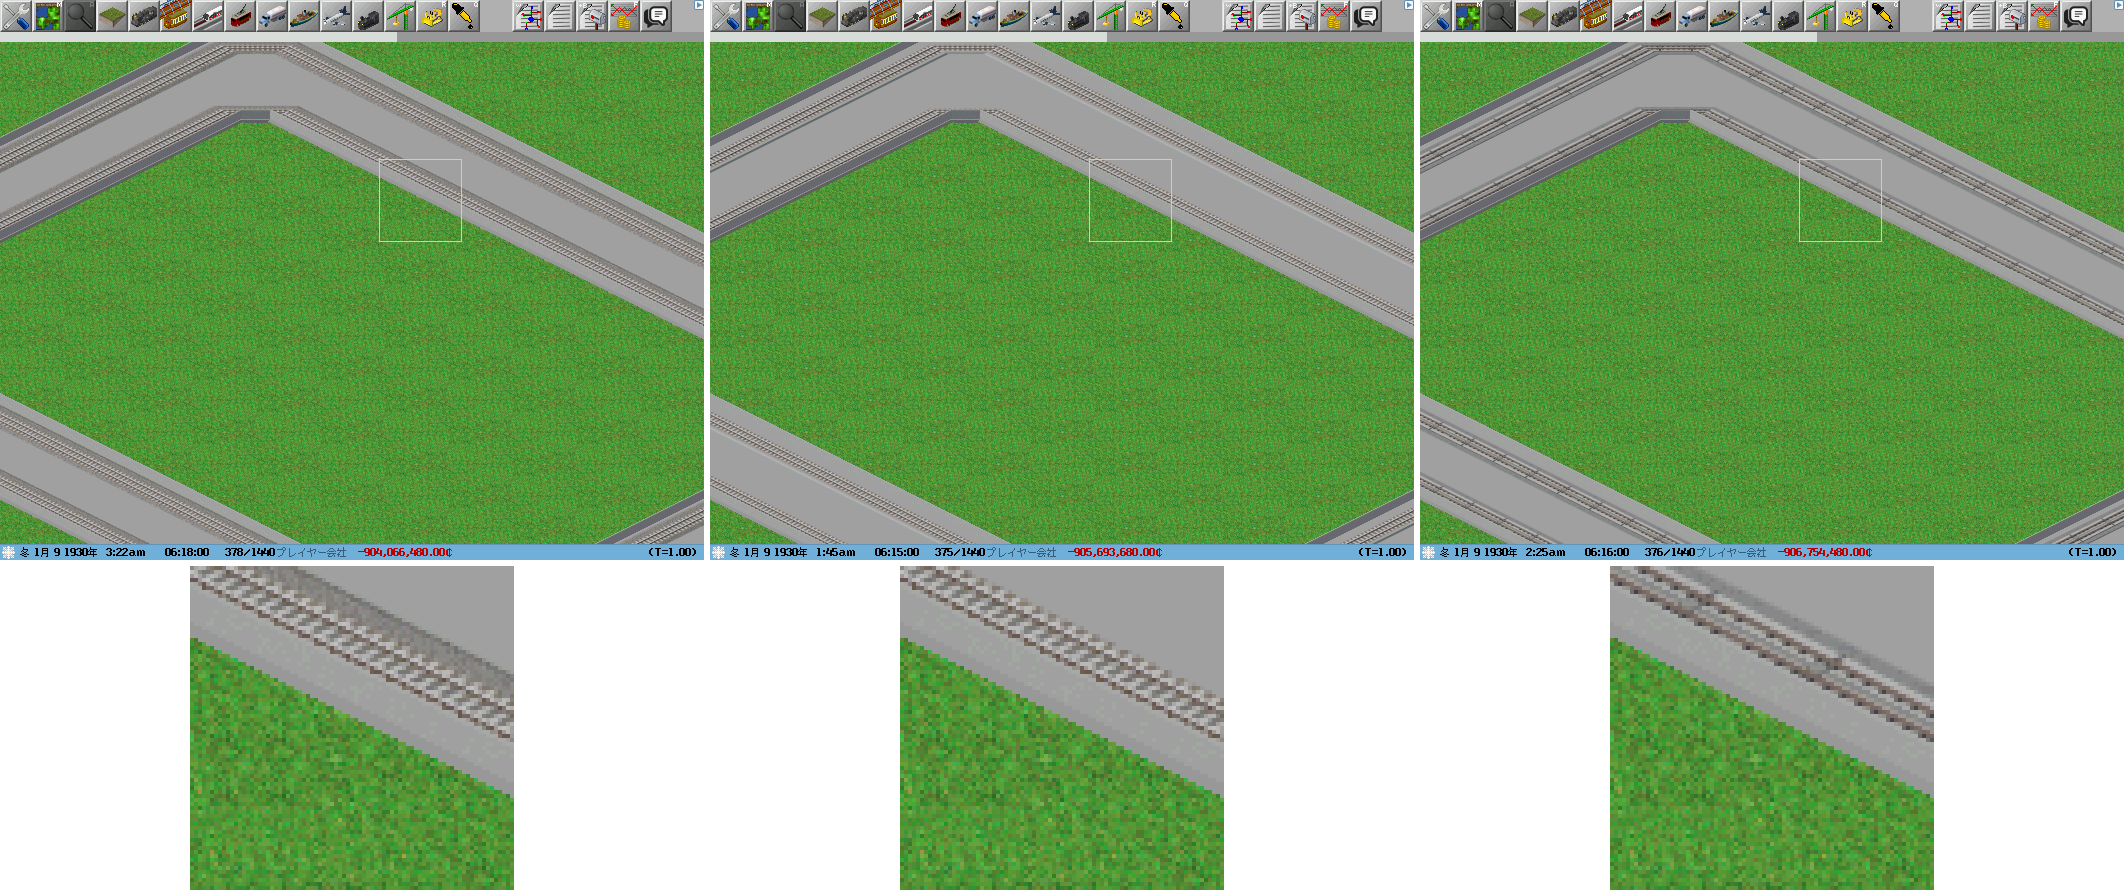 冬 1月 9 1930年 3:22am 06:18:00 378/1440 プレイヤー会社 -904,066,480.00¢ (T=1.00)
冬 1月 9 1930年 1:45am 06:15:00 375/1440 プレイヤー会社 -905,693,680.00¢ (T=1.00)
冬 1月 9 1930年 2:25am 06:16:00 376/1440 プレイヤー会社 -906,754,480.00¢ (T=1.00)